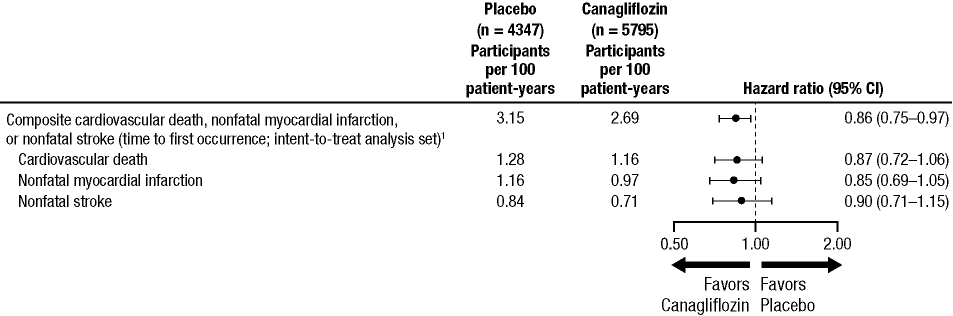 Placebo
(n = 4347)
Participants
per 100
patient-years
Canagliflozin
(n = 5795)
Participants
per 100
patient-years
Hazard ratio (95% CI)
Composite cardiovascular death, nonfatal myocardial infarction,
or nonfatal stroke (time to first occurrence; intent-to-treat analysis set)¹
3.15 2.69 0.86 (0.75–0.97)
Cardiovascular death 1.28 1.16 0.87 (0.72–1.06)
Nonfatal myocardial infarction 1.16 0.97 0.85 (0.69–1.05)
Nonfatal stroke 0.84 0.71 0.90 (0.71–1.15)
0.50 1.00 2.00
Favors
Canagliflozin
Favors
Placebo